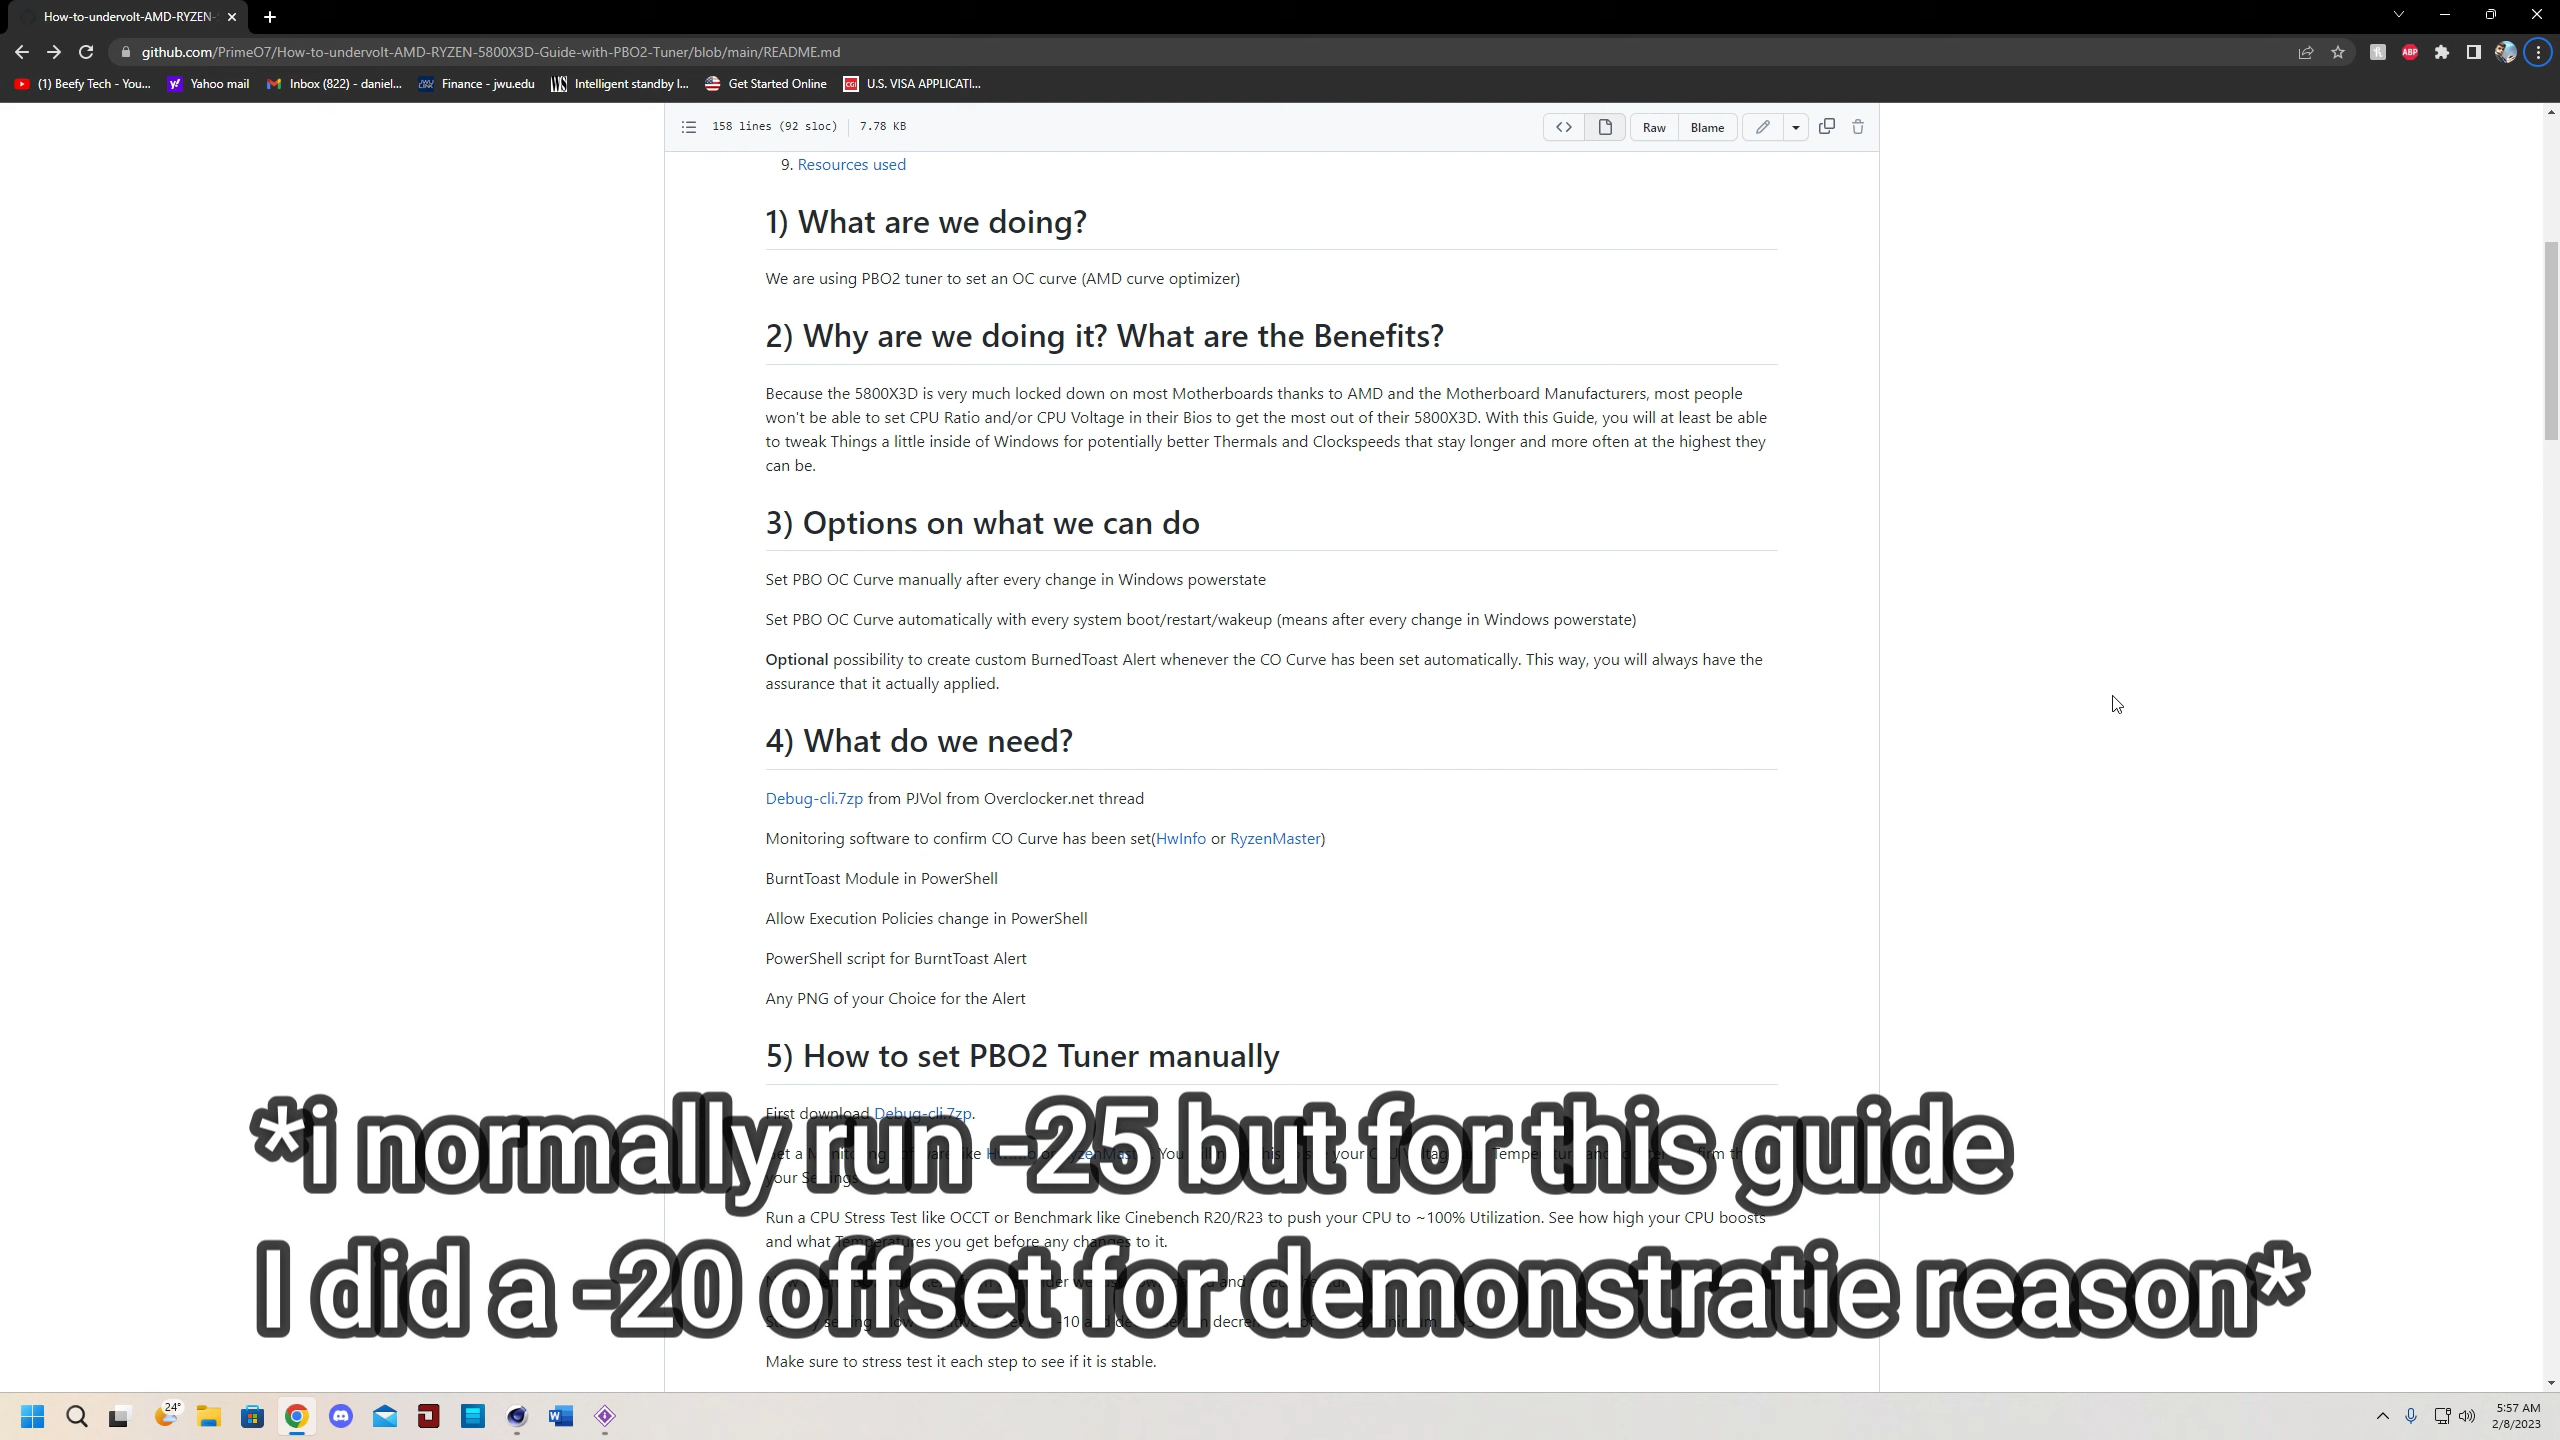 How-to-undervolt-AMD-RYZEN-
github.com/PrimeO7/How-to-undervolt-AMD-RYZEN-5800X3D-Guide-with-PBO2-Tuner/blob/main/README.md
ABP
(1) Beefy Tech - You... Yahoo mail Inbox (822) - daniel... Finance - jwu.edu Intelligent standby l... Get Started Online CGI U.S. VISA APPLICATI...
158 lines (92 sloc) 7.78 KB Raw Blame
9. Resources used
1) What are we doing?
We are using PBO2 tuner to set an OC curve (AMD curve optimizer)
2) Why are we doing it? What are the Benefits?
Because the 5800X3D is very much locked down on most Motherboards thanks to AMD and the Motherboard Manufacturers, most people
won't be able to set CPU Ratio and/or CPU Voltage in their Bios to get the most out of their 5800X3D. With this Guide, you will at least be able
to tweak Things a little inside of Windows for potentially better Thermals and Clockspeeds that stay longer and more often at the highest they
can be.
3) Options on what we can do
Set PBO OC Curve manually after every change in Windows powerstate
Set PBO OC Curve automatically with every system boot/restart/wakeup (means after every change in Windows powerstate)
Optional possibility to create custom BurnedToast Alert whenever the CO Curve has been set automatically. This way, you will always have the
assurance that it actually applied.
4) What do we need?
Debug-cli.7zp from PJVol from Overclocker.net thread
Monitoring software to confirm CO Curve has been set(HwInfo or RyzenMaster)
BurntToast Module in PowerShell
Allow Execution Policies change in PowerShell
PowerShell script for BurntToast Alert
Any PNG of your Choice for the Alert
5) How to set PBO2 Tuner manually
First download Debug-cli.7zp.
*i normally run -25 but for this guide
your
Run a CPU Stress Test like OCCT or Benchmark like Cinebench R20/R23 to push your CPU to ~100% Utilization. See how high your CPU boosts
and what Temperatures you get before any changes to it.
I did a -20 offset for demonstratie reason*
Make sure to stress test it each step to see if it is stable.
24°
5:57 AM
2/8/2023